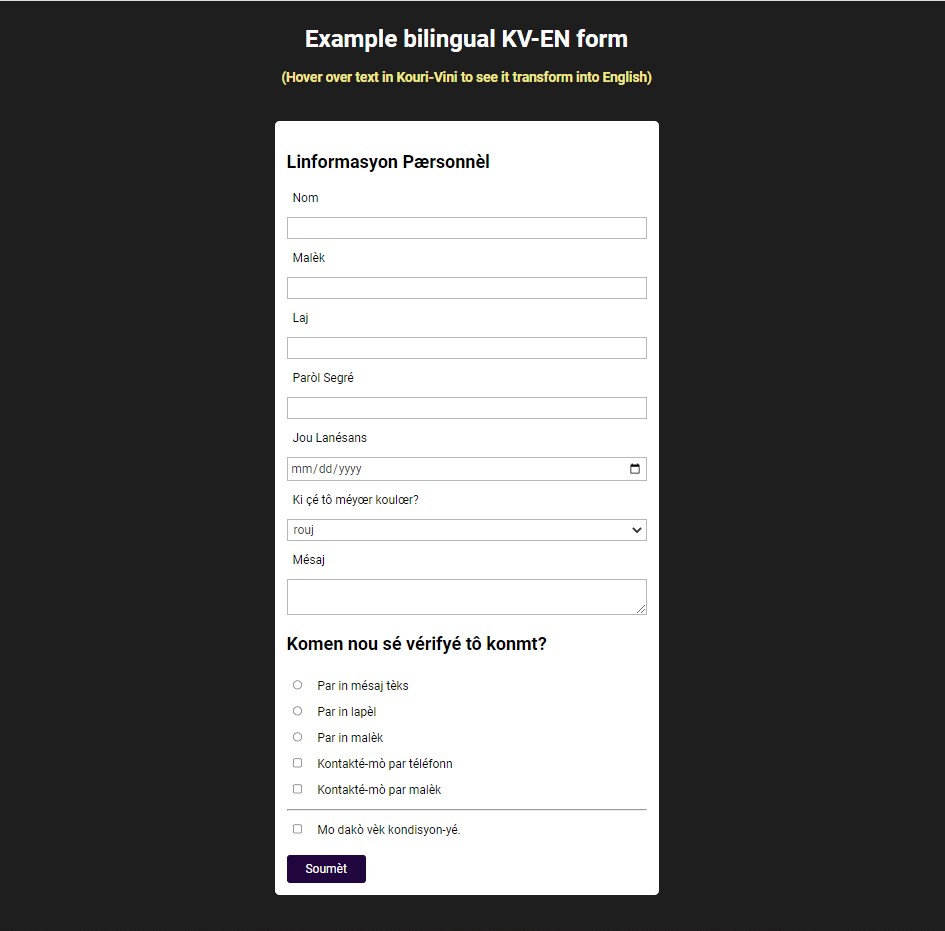 Example bilingual KV-EN form
(Hover over text in Kouri-Vini to see it transform into English)
Linformasyon Pærsonnèl
Nom
Malèk
Laj
Paròl Segré
Jou Lanésans
mm/dd/yyyy
Ki çé tô méyœr koulœr?
rouj
Mésaj
Komen nou sé vérifyé tô konmt?
Par in mésaj tèks
Par in lapèl
Par in malèk
Kontakté-mò par téléfonn
Kontakté-mò par malèk
Mo dakò vèk kondisyon-yé.
Soumèt